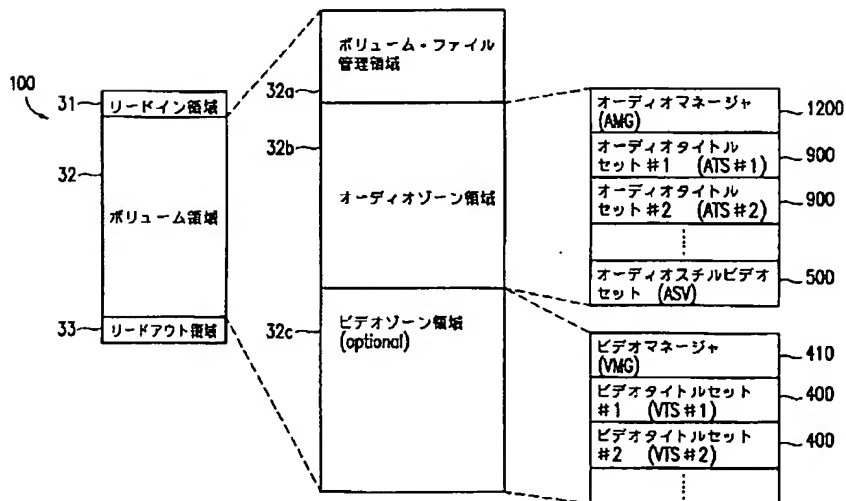 100
31
リードイン領域
32
ボリューム領域
33
リードアウト領域
ボリューム・ファイル
管理領域
32a
32b
オーディオゾーン領域
32c
ビデオゾーン領域
(optional)
オーディオマネージャ
(AMG)
1200
オーディオタイトル
セット#1 (ATS#1)
900
オーディオタイトル
セット#2 (ATS#2)
900
オーディオスチルビデオ
セット (ASV)
500
ビデオマネージャ
(VMG)
410
ビデオタイトルセット
#1 (VTS#1)
400
ビデオタイトルセット
#2 (VTS#2)
400